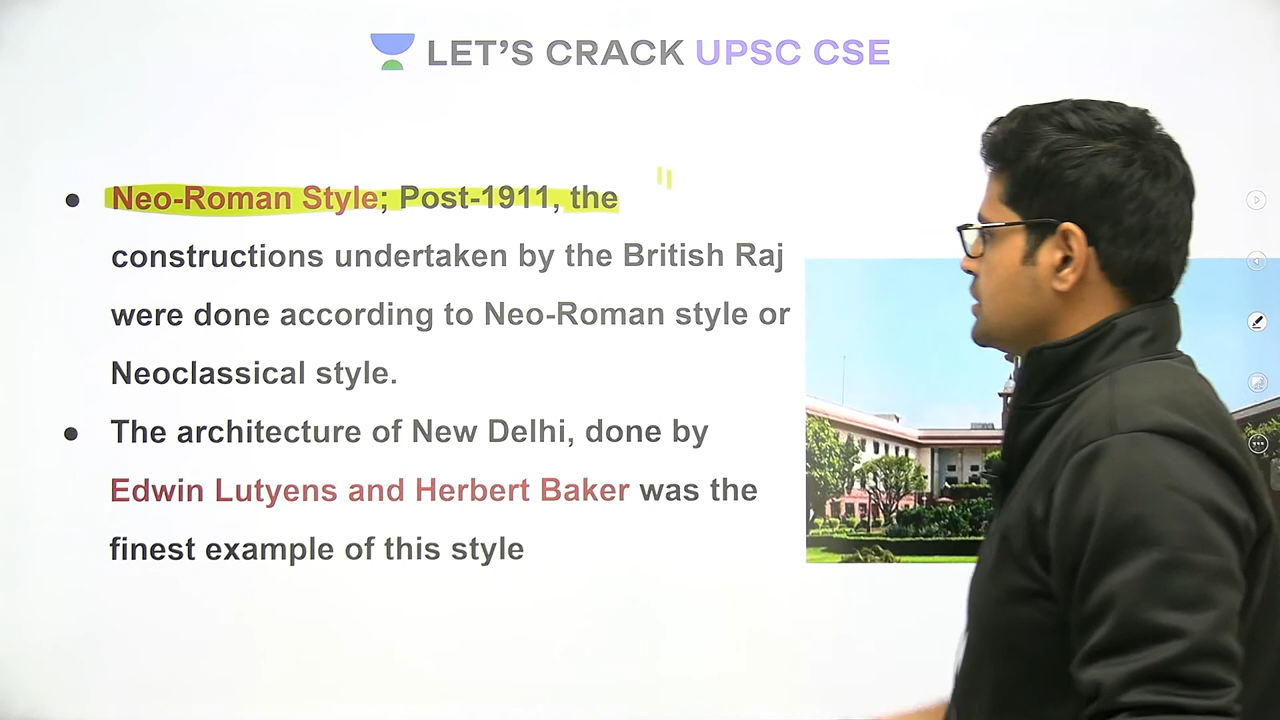 LET'S CRACK UPSC CSE
● Neo-Roman Style; Post-1911, the
constructions undertaken by the British Raj
were done according to Neo-Roman style or
Neoclassical style.
● The architecture of New Delhi, done by
Edwin Lutyens and Herbert Baker was the
finest example of this style